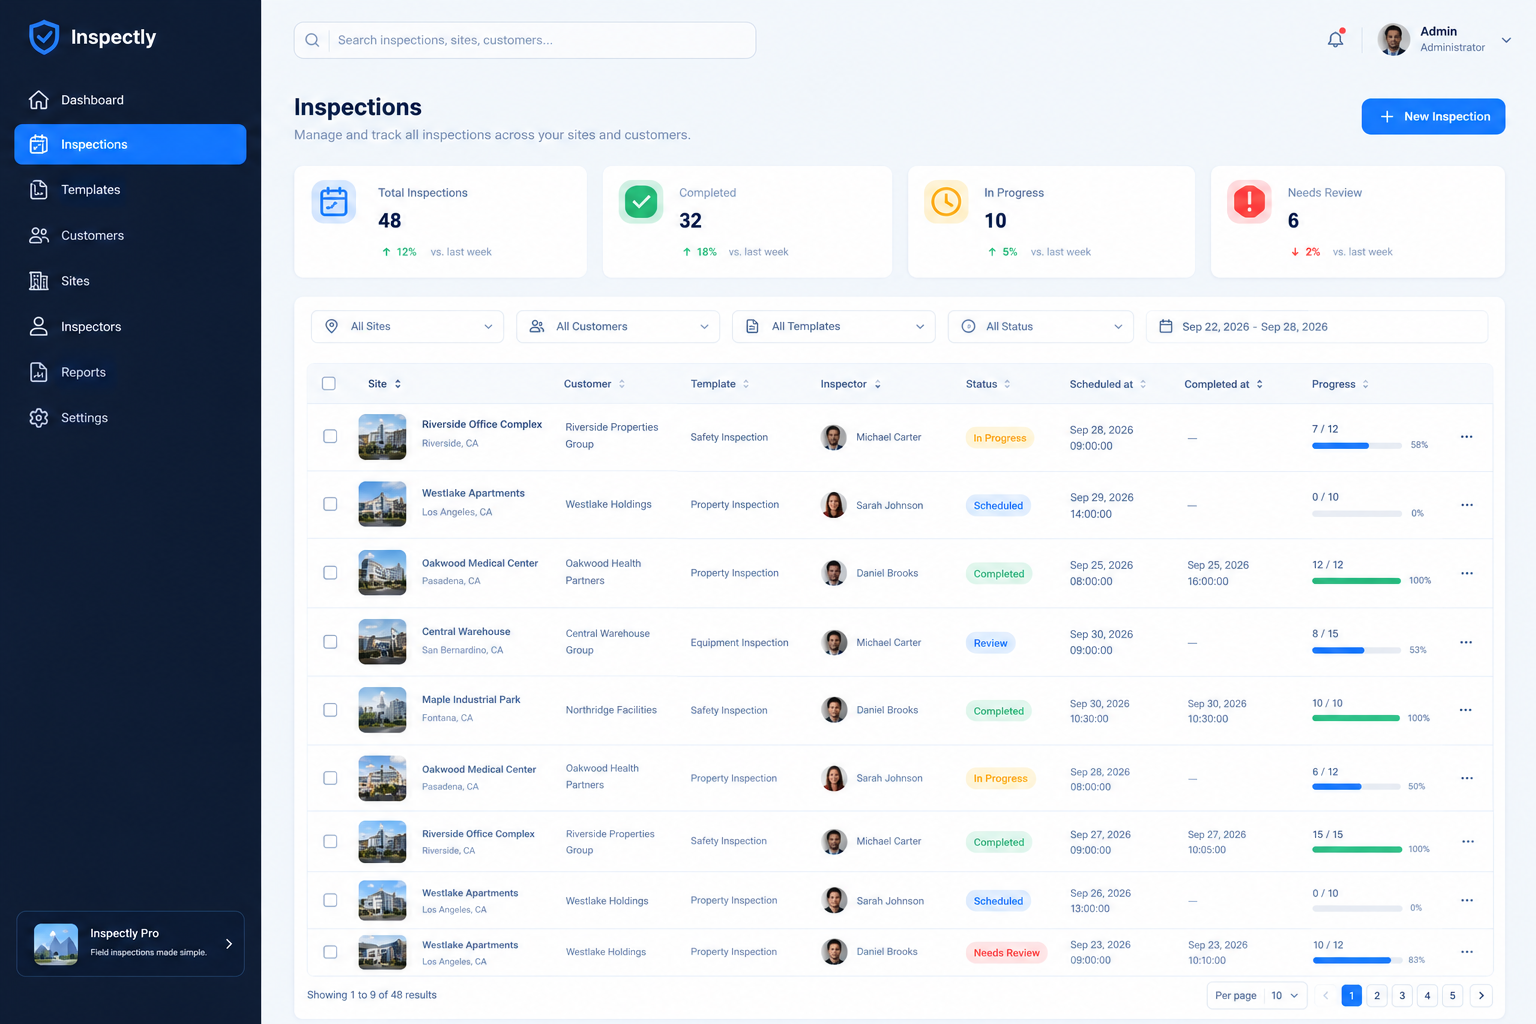 Inspectly
Dashboard
Inspections
Templates
Customers
Sites
Inspectors
Reports
Settings
Inspectly Pro
Field inspections made simple.
Search inspections, sites, customers...
Admin
Administrator
Inspections
Manage and track all inspections across your sites and customers.
+ New Inspection
Total Inspections
48
↑ 12% vs. last week
Completed
32
↑ 18% vs. last week
In Progress
10
↑ 5% vs. last week
Needs Review
6
↓ 2% vs. last week
All Sites
All Customers
All Templates
All Status
Sep 22, 2026 - Sep 28, 2026
Site Customer Template Inspector Status Scheduled at Completed at Progress
Riverside Office Complex
Riverside, CA
Riverside Properties
Group
Safety Inspection
Michael Carter
In Progress
Sep 28, 2026
09:00:00
—
7 / 12
58%
Westlake Apartments
Los Angeles, CA
Westlake Holdings
Property Inspection
Sarah Johnson
Scheduled
Sep 29, 2026
14:00:00
—
0 / 10
0%
Oakwood Medical Center
Pasadena, CA
Oakwood Health
Partners
Property Inspection
Daniel Brooks
Completed
Sep 25, 2026
08:00:00
Sep 25, 2026
16:00:00
12 / 12
100%
Central Warehouse
San Bernardino, CA
Central Warehouse
Group
Equipment Inspection
Michael Carter
Review
Sep 30, 2026
09:00:00
—
8 / 15
53%
Maple Industrial Park
Fontana, CA
Northridge Facilities
Safety Inspection
Daniel Brooks
Completed
Sep 30, 2026
10:30:00
Sep 30, 2026
10:30:00
10 / 10
100%
Oakwood Medical Center
Pasadena, CA
Oakwood Health
Partners
Property Inspection
Sarah Johnson
In Progress
Sep 28, 2026
08:00:00
—
6 / 12
50%
Riverside Office Complex
Riverside, CA
Riverside Properties
Group
Safety Inspection
Michael Carter
Completed
Sep 27, 2026
09:00:00
Sep 27, 2026
10:05:00
15 / 15
100%
Westlake Apartments
Los Angeles, CA
Westlake Holdings
Property Inspection
Sarah Johnson
Scheduled
Sep 26, 2026
13:00:00
—
0 / 10
0%
Westlake Apartments
Los Angeles, CA
Westlake Holdings
Property Inspection
Daniel Brooks
Needs Review
Sep 23, 2026
09:00:00
Sep 23, 2026
10:10:00
10 / 12
83%
Showing 1 to 9 of 48 results
Per page 10
1 2 3 4 5